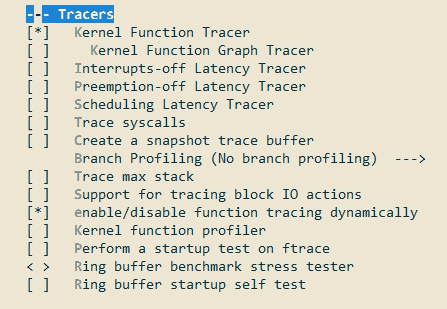 --- Tracers
[*]   Kernel Function Tracer
[ ]     Kernel Function Graph Tracer
[ ]   Interrupts-off Latency Tracer
[ ]   Preemption-off Latency Tracer
[ ]   Scheduling Latency Tracer
[ ]   Trace syscalls
[ ]   Create a snapshot trace buffer
      Branch Profiling (No branch profiling)  --->
[ ]   Trace max stack
[ ]   Support for tracing block IO actions
[*]   enable/disable function tracing dynamically
[ ]   Kernel function profiler
[ ]   Perform a startup test on ftrace
< >   Ring buffer benchmark stress tester
[ ]   Ring buffer startup self test